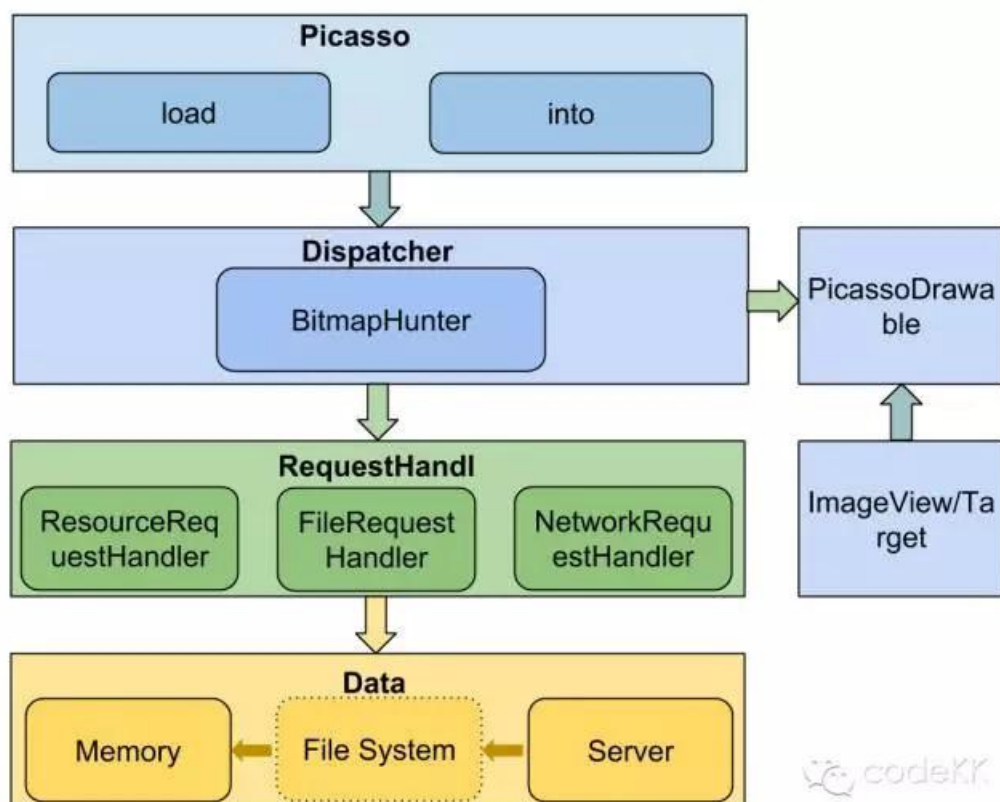 Picasso
load
into
Dispatcher
BitmapHunter
PicassoDrawa
ble
RequestHandl
ResourceReq
uestHandler
FileRequest
Handler
NetworkRequ
estHandler
ImageView/Tar
rget
Data
Memory
File System
Server
codeKK